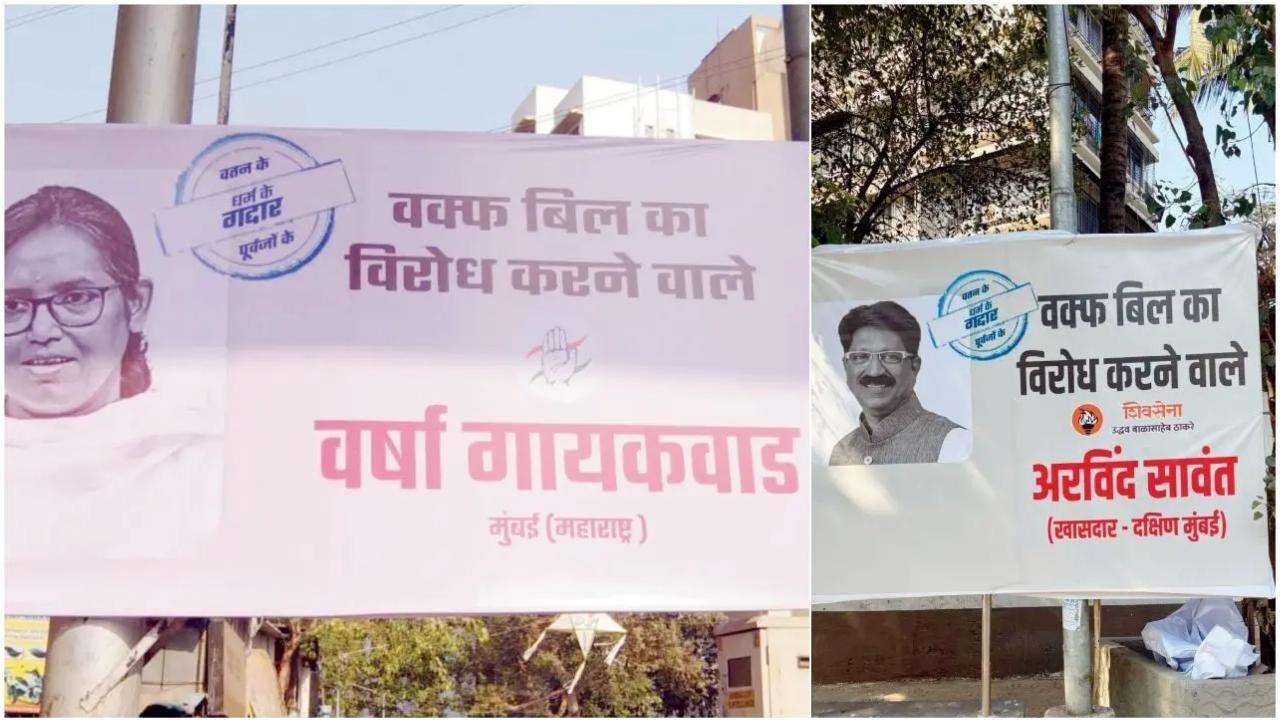 वतन के
धर्म के
गद्दार
पूर्वजों के
वक्फ बिल का
विरोध करने वाले
वर्षा गायकवाड
मुंबई (महाराष्ट्र)
वतन के
धर्म के
गद्दार
पूर्वजों के
वक्फ बिल का
विरोध करने वाले
शिवसेना
उद्धव बाळासाहेब ठाकरे
अरविंद सावंत
(खासदार - दक्षिण मुंबई)